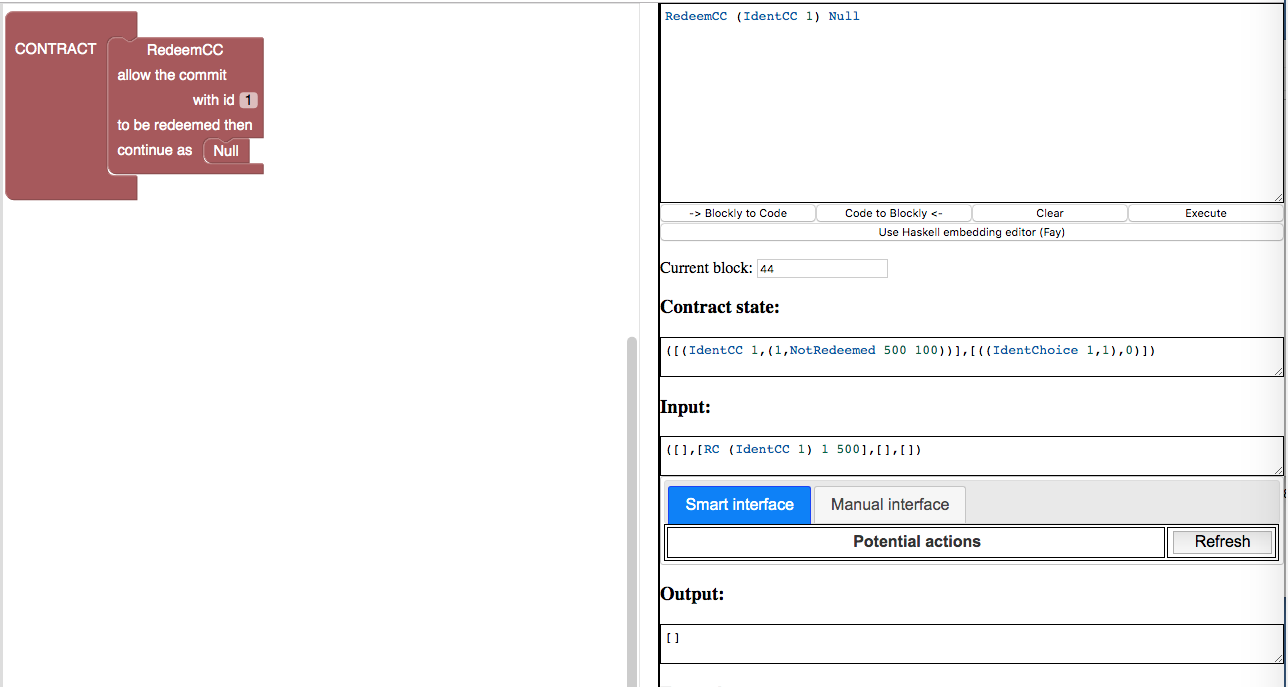 CONTRACT
RedeemCC
allow the commit
with id 1
to be redeemed then
continue as Null
RedeemCC (IdentCC 1) Null
-> Blockly to Code
Code to Blockly <-
Clear
Execute
Use Haskell embedding editor (Fay)
Current block: 44
Contract state:
([(IdentCC 1,(1,NotRedeemed 500 100))],[((IdentChoice 1,1),0)])
Input:
([],[RC (IdentCC 1) 1 500],[],[])
Smart interface
Manual interface
Potential actions
Refresh
Output:
[]